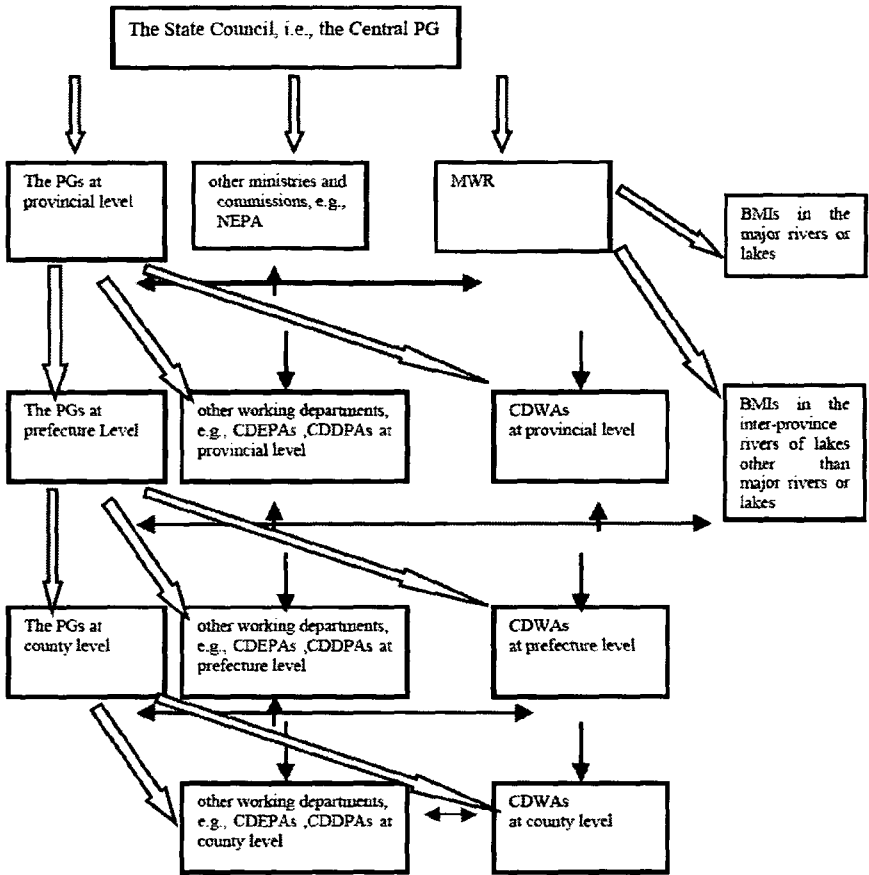 The State Council, i.e., the Central PG
The PGs at
provincial level
other ministries and
commissions, e.g.,
NEPA
MWR
BMIs in the
major rivers or
lakes
The PGs at
prefecture Level
other working departments,
e.g., CDEPAs ,CDDPAs at
provincial level
CDWAs
at provincial level
BMIs in the
inter-province
rivers of lakes
other than
major rivers or
lakes
The PGs at
county level
other working departments,
e.g., CDEPAs ,CDDPAs at
prefecture level
CDWAs
at prefecture level
other working departments,
e.g., CDEPAs ,CDDPAs at
county level
CDWAs
at county level